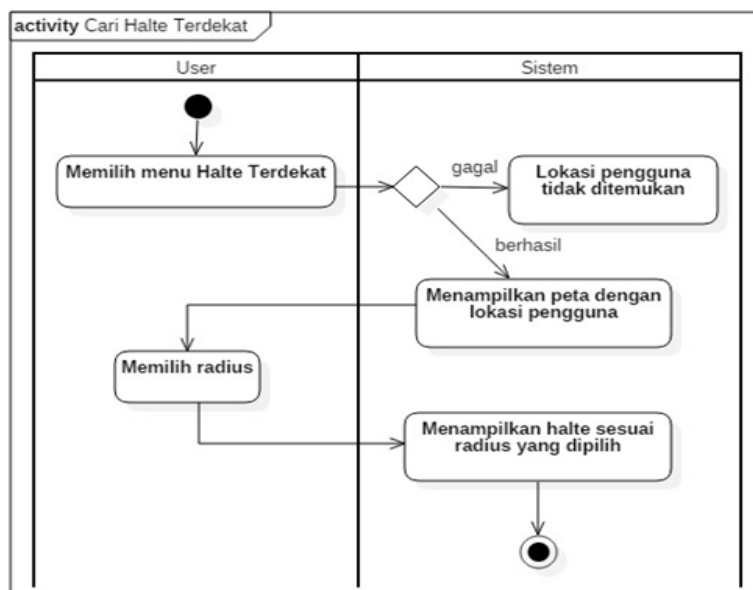 activity Cari Halte Terdekat
User
Sistem
Memilih menu Halte Terdekat
gagal
Lokasi pengguna
tidak ditemukan
berhasil
Menampilkan peta dengan
lokasi pengguna
Memilih radius
Menampilkan halte sesuai
radius yang dipilih